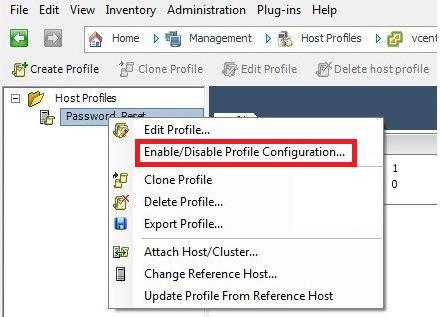 File Edit View Inventory Administration Plug-ins Help
Home Management Host Profiles vcent
Create Profile Clone Profile Edit Profile Delete host profile
Host Profiles
Password_Reset
Edit Profile...
Enable/Disable Profile Configuration...
1
Clone Profile
0
Delete Profile...
Export Profile...
Attach Host/Cluster...
Change Reference Host...
Update Profile From Reference Host